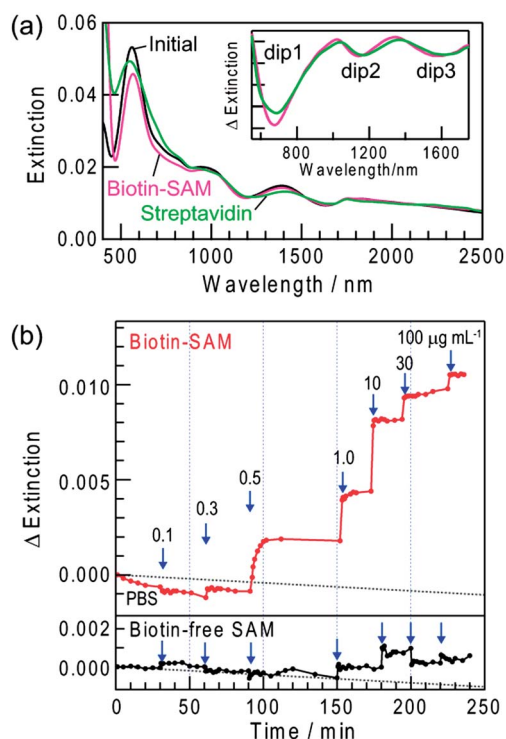 (a)
0.06
0.04
0.02
0.00
Extinction
Initial
Biotin-SAM
Streptavidin
500 1000 1500 2000 2500
Wavelength / nm
Δ Extinction
dip1
dip2
dip3
800 1200 1600
Wavelength/nm
(b)
Biotin-SAM
0.010
0.005
0.000
Δ Extinction
0.1
0.3
0.5
1.0
10
30
100 μg mL-1
PBS
0.002
0.000
Biotin-free SAM
0 50 100 150 200 250
Time / min